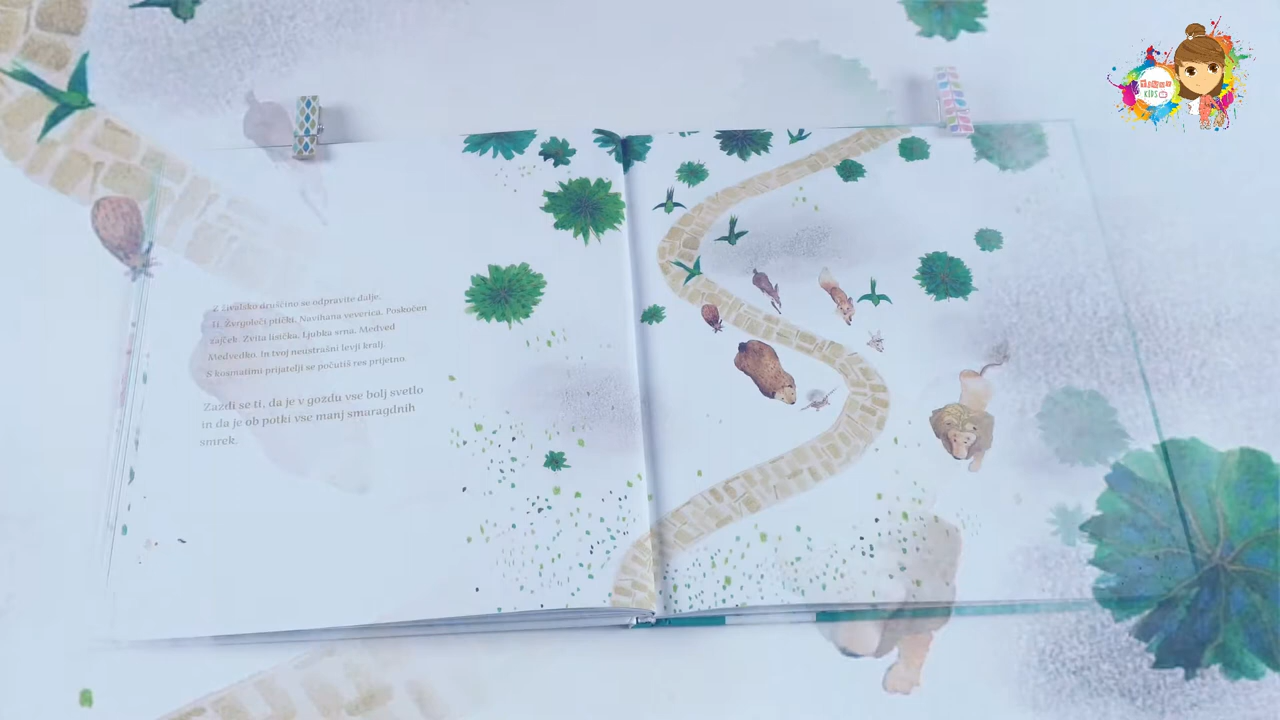 Z živalsko druščino se odpravite dalje.
Ti. Žvrgoleči ptički. Navihana veverica. Poskočen
zajček. Zvita lisička. Ljubka srna. Medved
Medvedko. In tvoj neustrašni levji kralj.
S kosmatimi prijatelji se počutiš res prijetno.
Zazdi se ti, da je v gozdu vse bolj svetlo
in da je ob potki vse manj smaragdnih
smrek.
KIDS